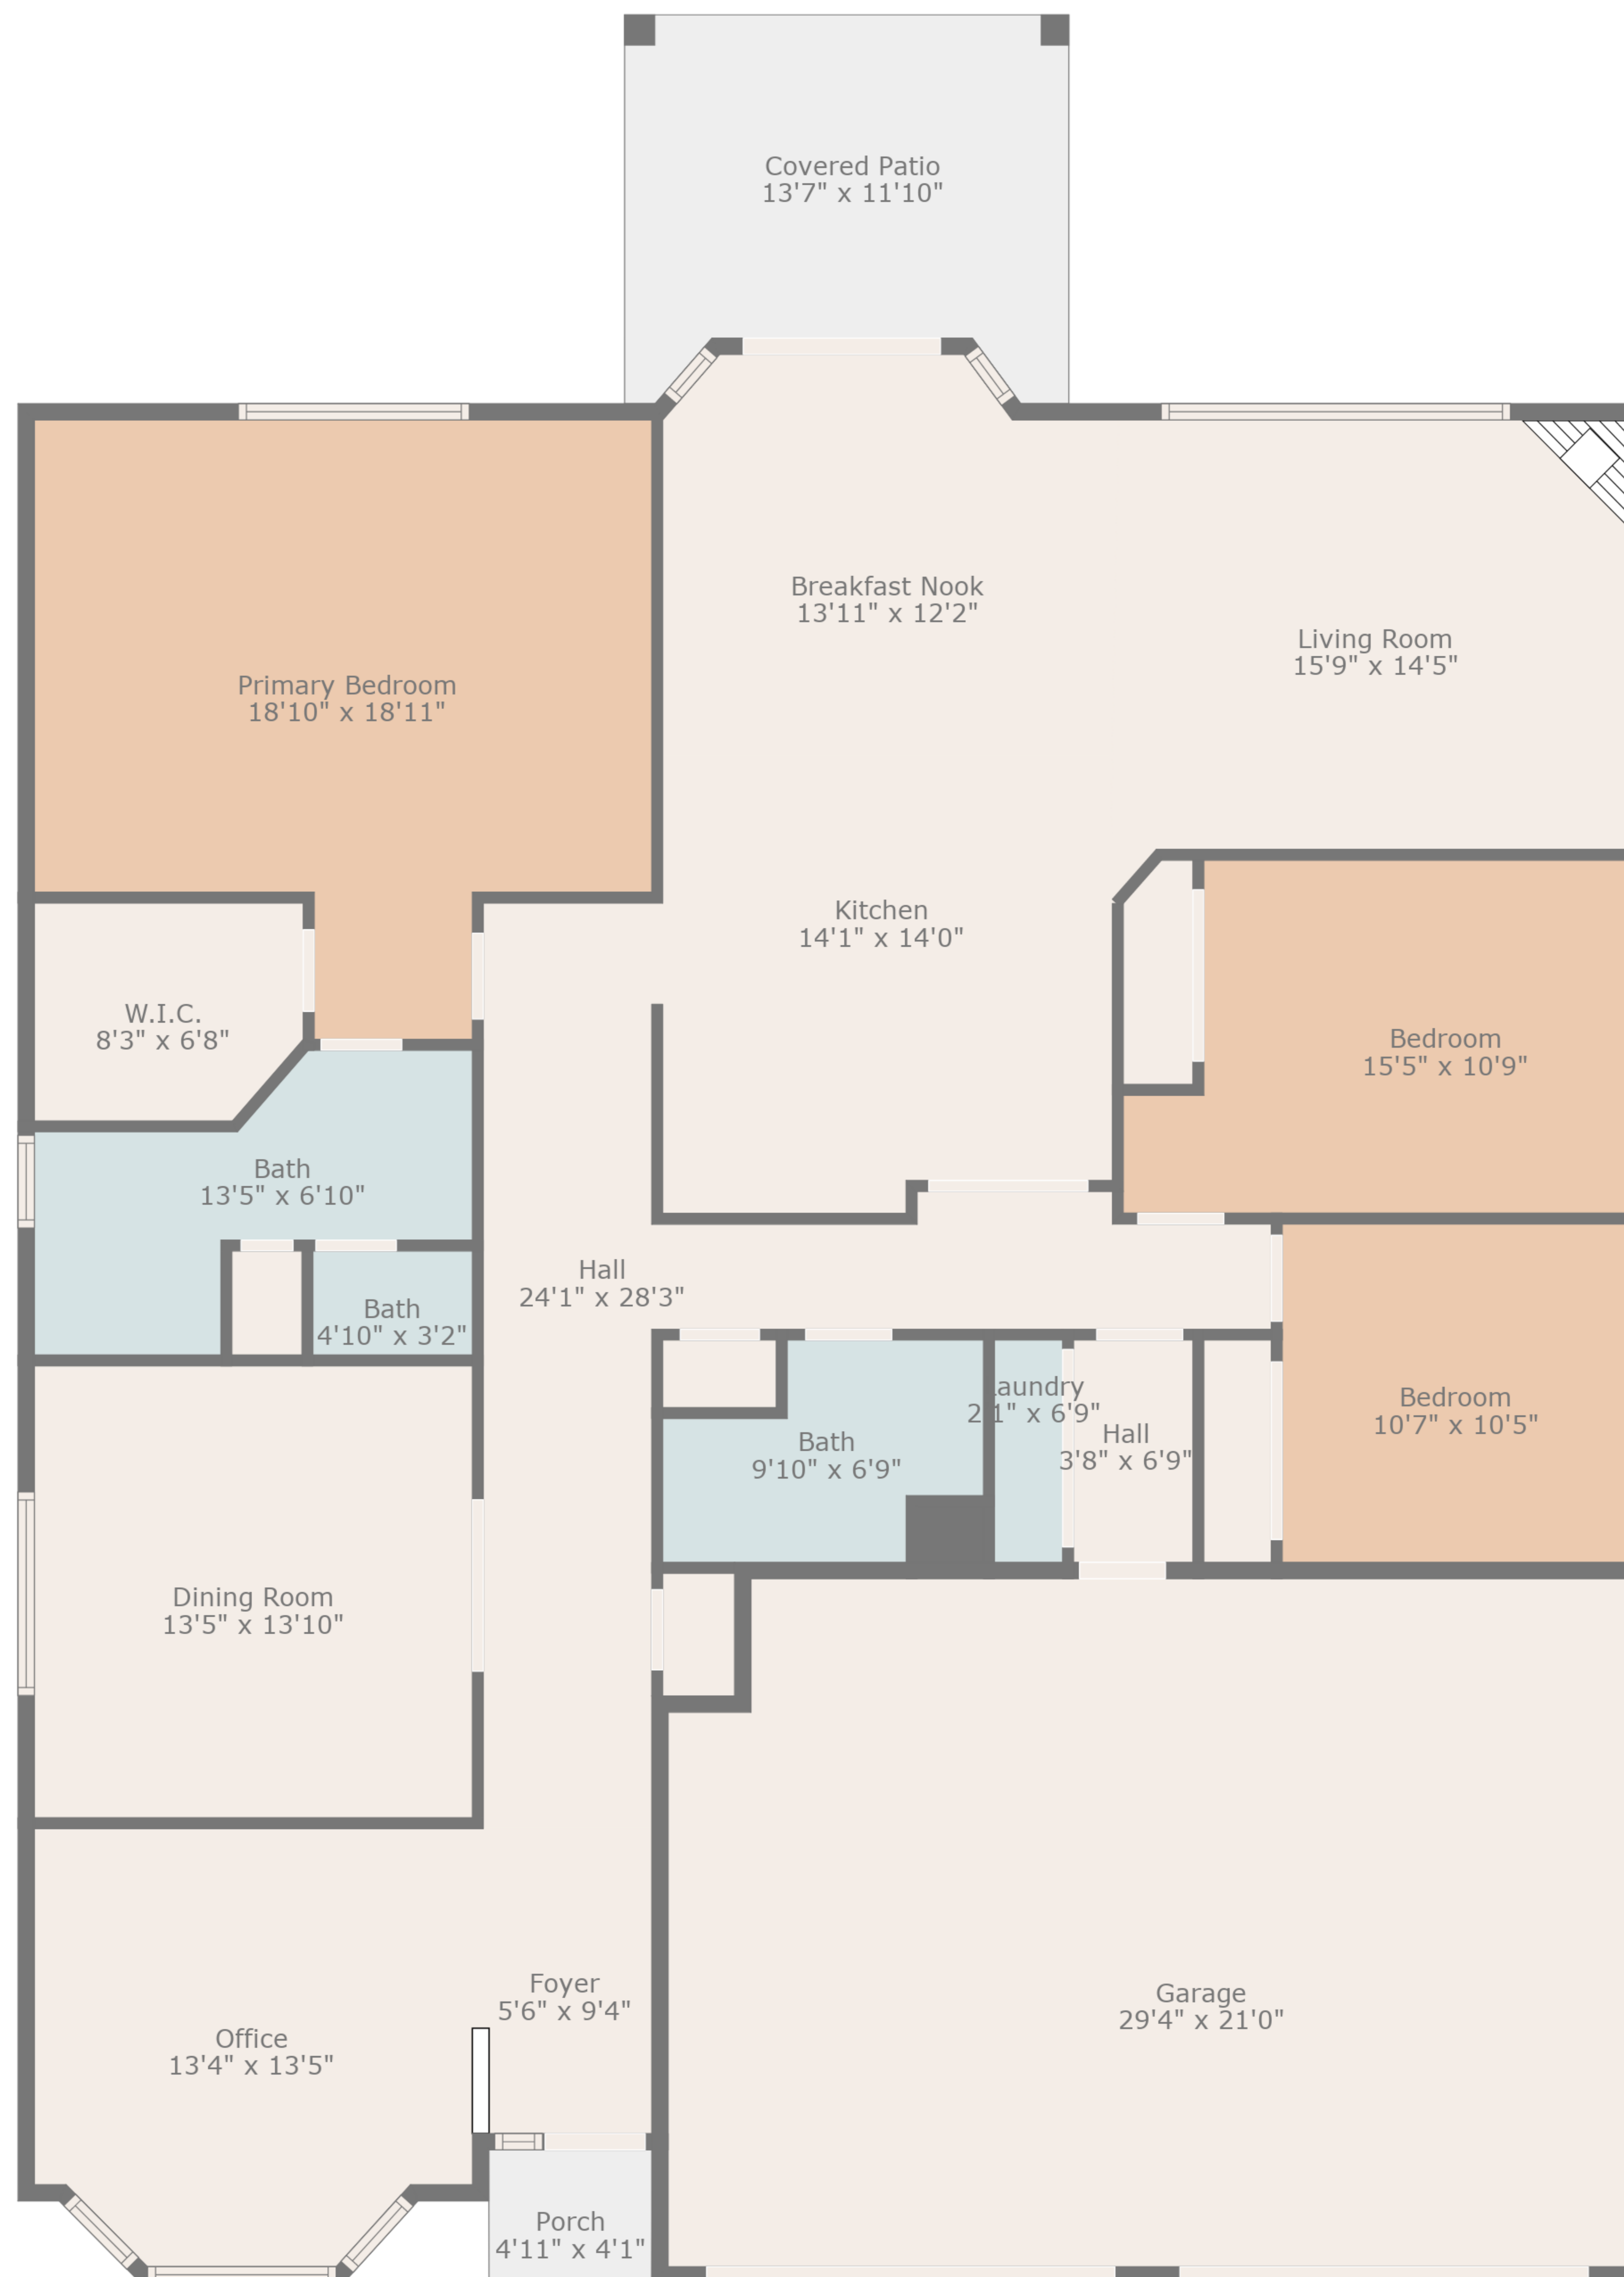 Covered Patio
13'7" x 11'10"
Breakfast Nook
13'11" x 12'2"
Living Room
15'9" x 14'5"
Primary Bedroom
18'10" x 18'11"
Kitchen
14'1" x 14'0"
W.I.C.
8'3" x 6'8"
Bedroom
15'5" x 10'9"
Bath
13'5" x 6'10"
Hall
24'1" x 28'3"
Bath
4'10" x 3'2"
Laundry
2'1" x 6'9"
Bedroom
10'7" x 10'5"
Hall
3'8" x 6'9"
Bath
9'10" x 6'9"
Dining Room
13'5" x 13'10"
Foyer
5'6" x 9'4"
Garage
29'4" x 21'0"
Office
13'4" x 13'5"
Porch
4'11" x 4'1"